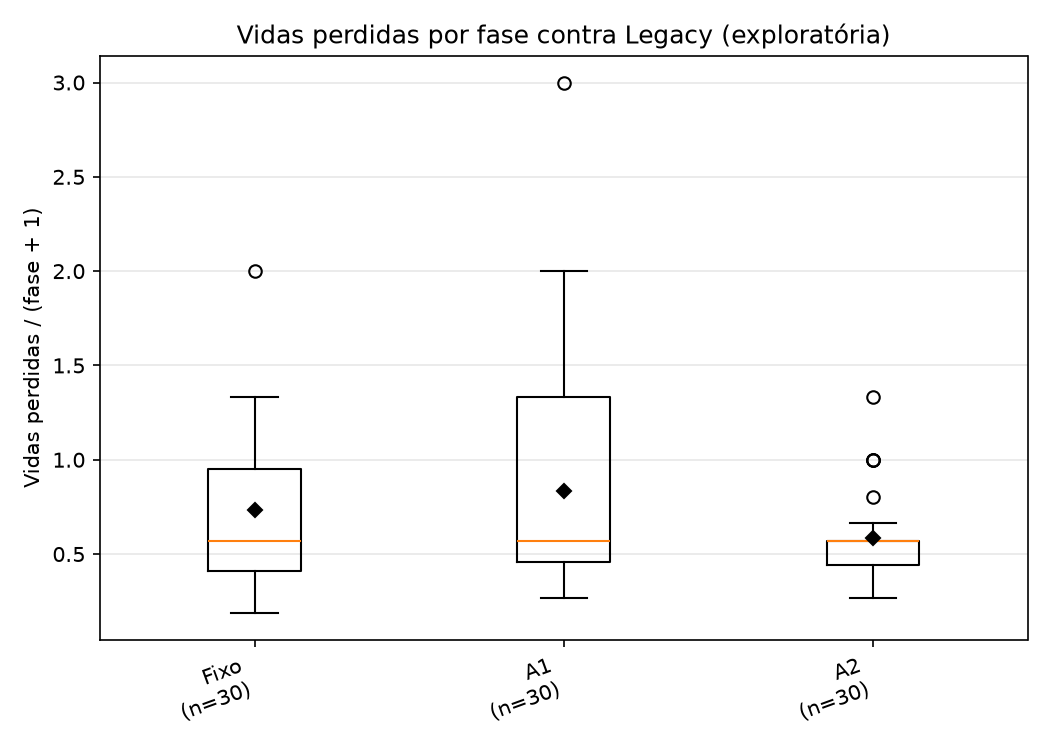 Vidas perdidas por fase contra Legacy (exploratória)
Vidas perdidas / (fase + 1)
3.0
2.5
2.0
1.5
1.0
0.5
Fixo
(n=30)
A1
(n=30)
A2
(n=30)